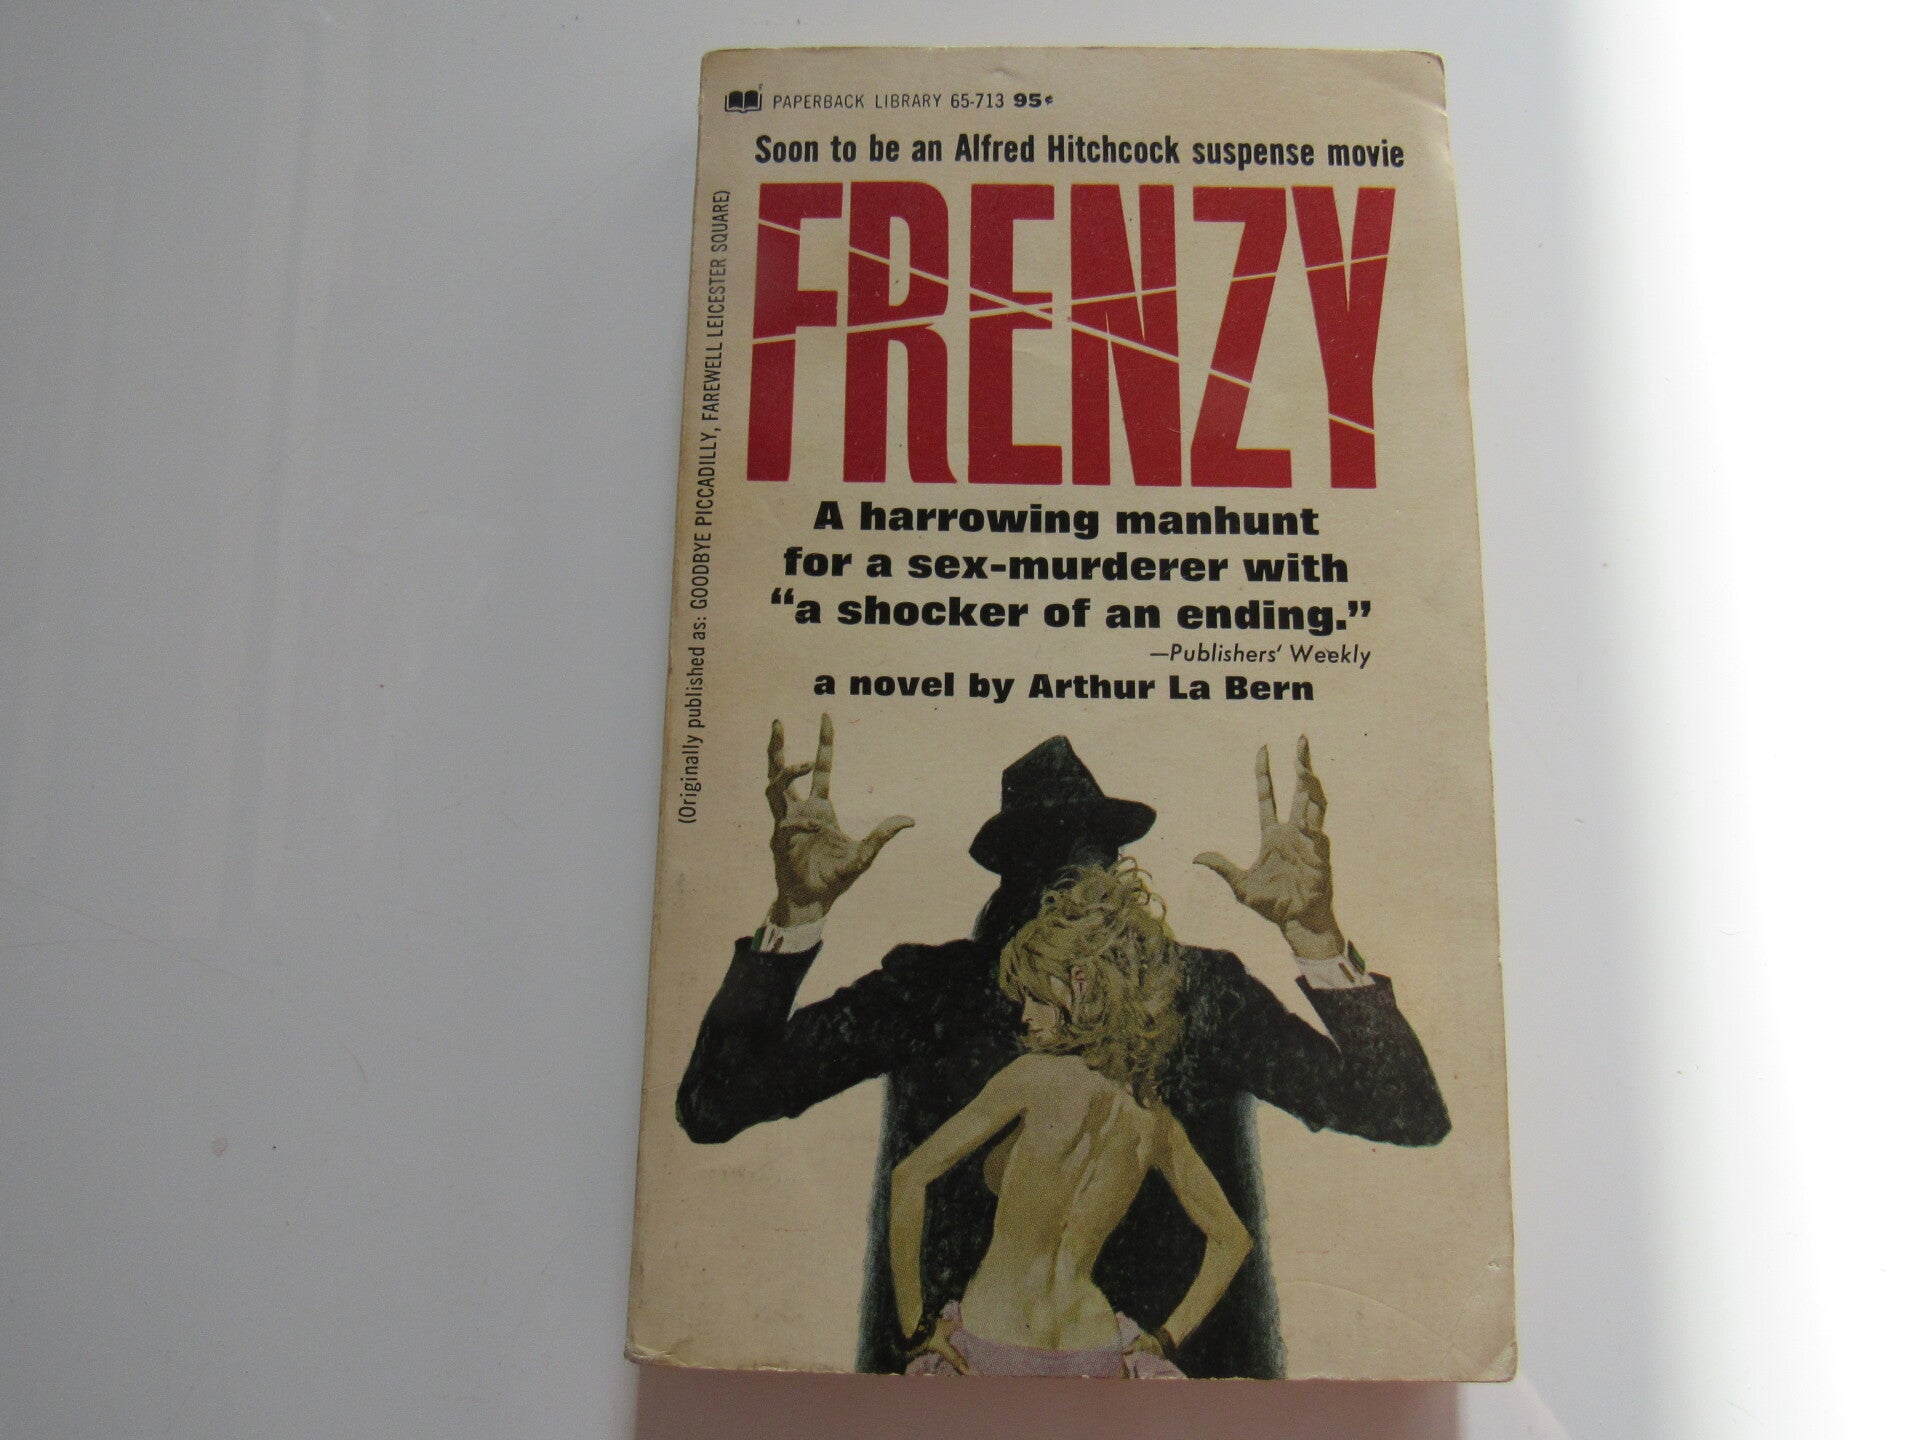 PAPERBACK LIBRARY 65-713 95¢
Soon to be an Alfred Hitchcock suspense movie
FRENZY
(Originally published as: GOODBYE PICCADILLY, FAREWELL LEICESTER SQUARE)
A harrowing manhunt
for a sex-murderer with
“a shocker of an ending.”
—Publishers' Weekly
a novel by Arthur La Bern